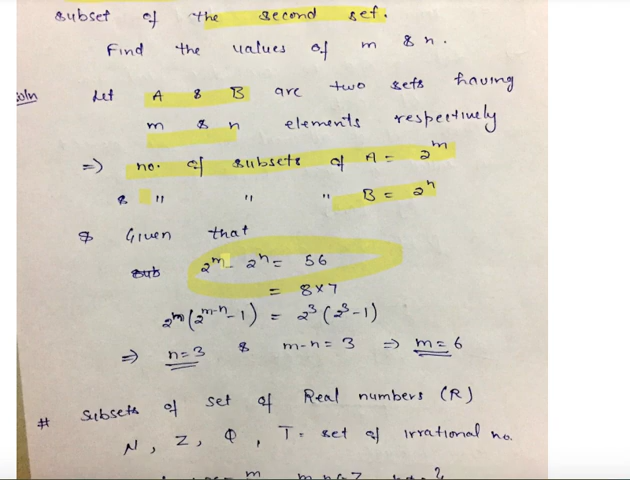 subset of the second set.
Find the values of m & n.
Soln Let A & B are two sets having
m & n elements respectively
=) no. of subsets of A = 2^m
& " " " B = 2^n
& Given that
2^m - 2^n = 56
= 8×7
2^n(2^{m-n}-1) = 2^3(2^3-1)
⇒ n=3 & m-n=3 ⇒ m=6
# Subsets of set of Real numbers (R)
N, Z, Q, T = set of irrational no.